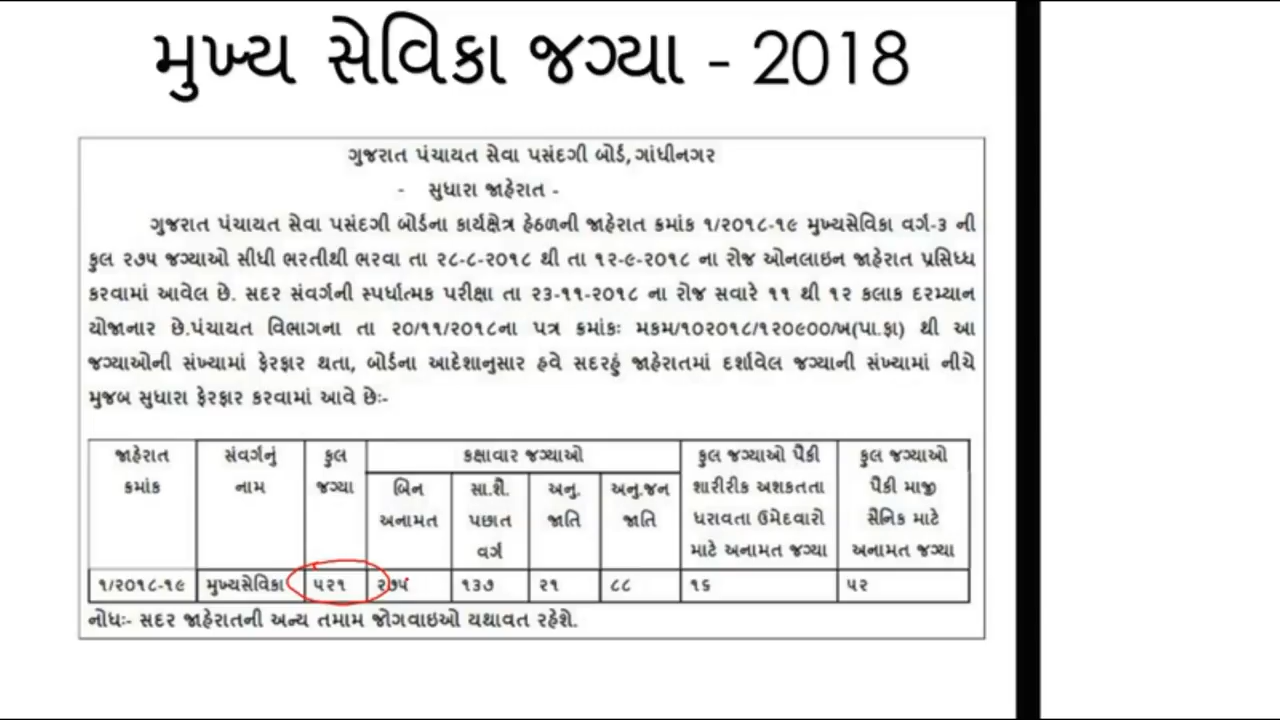 મુખ્ય સેવિકા જગ્યા - 2018
ગુજરાત પંચાયત સેવા પસંદગી બોર્ડ, ગાંધીનગર
- સુધારા જાહેરાત -
ગુજરાત પંચાયત સેવા પસંદગી બોર્ડના કાર્યક્ષેત્ર હેઠળની જાહેરાત ક્રમાંક ૧/૨૦૧૮-૧૯ મુખ્યસેવિકા વર્ગ-૩ ની
કુલ ૨૭૫ જગ્યાઓ સીધી ભરતીથી ભરવા તા ૨૮-૮-૨૦૧૮ થી તા ૧૨-૯-૨૦૧૮ ના રોજ ઓનલાઇન જાહેરાત પ્રસિધ્ધ
કરવામાં આવેલ છે. સદર સંવર્ગની સ્પર્ધાત્મક પરીક્ષા તા ૨૩-૧૧-૨૦૧૮ ના રોજ સવારે ૧૧ થી ૧૨ કલાક દરમ્યાન
યોજાનાર છે.પંચાયત વિભાગના તા ૨૦/૧૧/૨૦૧૮ના પત્ર ક્રમાંકઃ મકમ/૧૦૨૦૧૮/૧૨૦૯૦૦/ખ(પા.ફા) થી આ
જગ્યાઓની સંખ્યામાં ફેરફાર થતા, બોર્ડના આદેશાનુસાર હવે સદરહું જાહેરાતમાં દર્શાવેલ જગ્યાની સંખ્યામાં નીચે
મુજબ સુધારા ફેરફાર કરવામાં આવે છેઃ-
જાહેરાત સંવર્ગનું કુલ કક્ષાવાર જગ્યાઓ કુલ જગ્યાઓ પૈકી કુલ જગ્યાઓ
ક્રમાંક નામ જગ્યા બિન સા.શૈ. અનુ. અનુ.જન શારીરીક અશકતતા પૈકી માજી
અનામત પછાત જાતિ જાતિ ધરાવતા ઉમેદવારો સૈનિક માટે
વર્ગ માટે અનામત જગ્યા અનામત જગ્યા
૧/૨૦૧૮-૧૯ મુખ્યસેવિકા ૫૨૧ ૨૭૫ ૧૩૭ ૨૧ ૮૮ ૧૬ ૫૨
નોધઃ- સદર જાહેરાતની અન્ય તમામ જોગવાઇઓ યથાવત રહેશે.